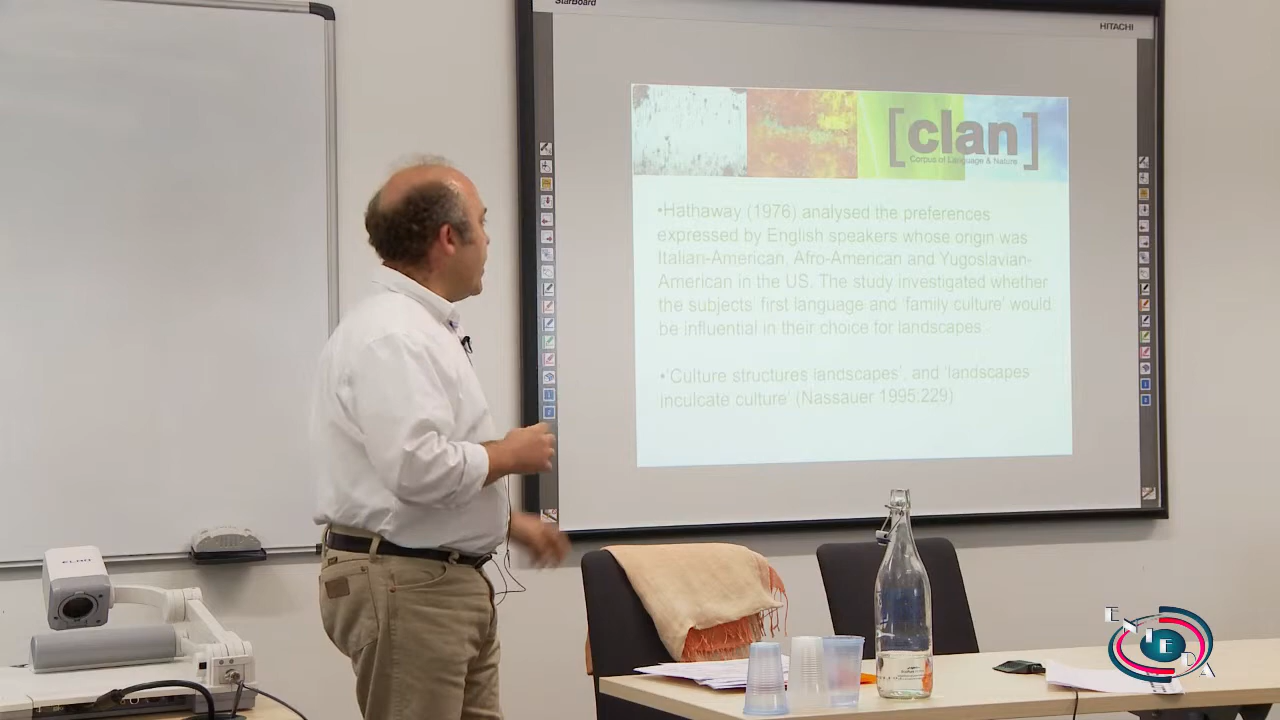 StarBoard
HITACHI
[clan]
Corpus of Language & Nature
•Hathaway (1976) analysed the preferences
expressed by English speakers whose origin was
Italian-American, Afro-American and Yugoslavian-
American in the US. The study investigated whether
the subjects' first language and 'family culture' would
be influential in their choice for landscapes.
•'Culture structures landscapes', and 'landscapes
inculcate culture' (Nassauer 1995:229)
ELMO
ENIEDA